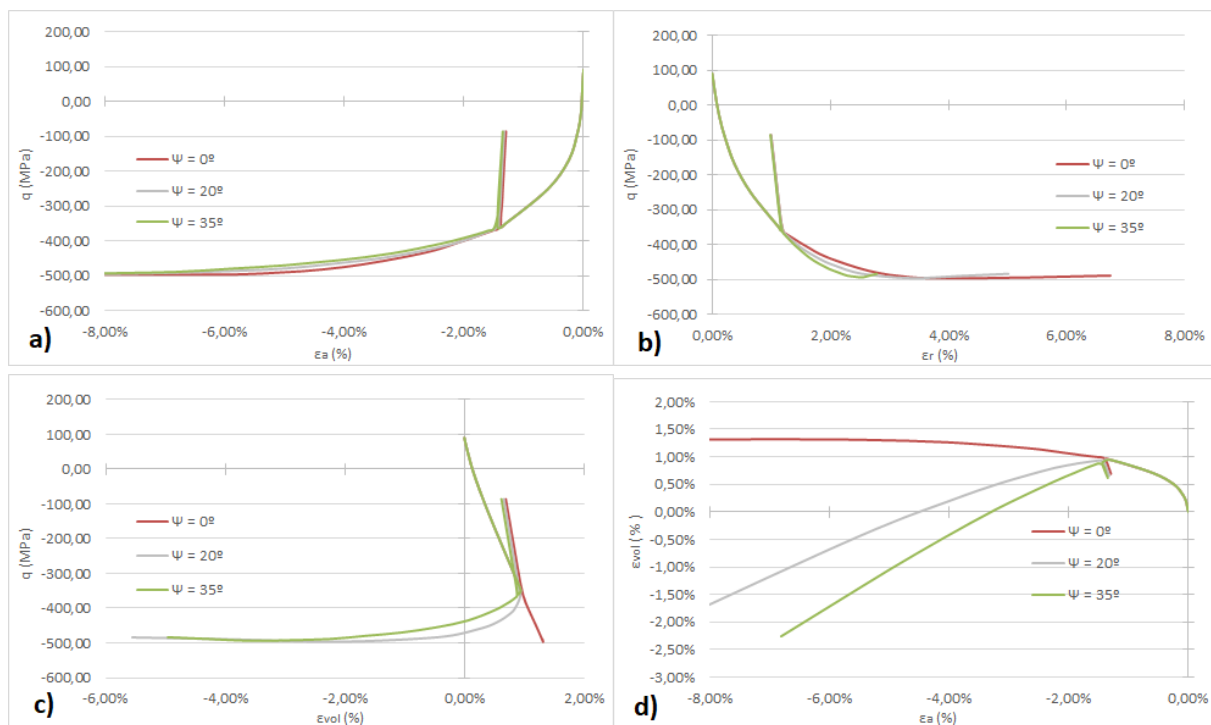 200,00
100,00
0,00
-100,00
-200,00
-300,00
-400,00
-500,00
-600,00
q (MPa)
Ψ = 0º
Ψ = 20º
Ψ = 35º
-8,00% -6,00% -4,00% -2,00% 0,00%
εa (%)
a)
200,00
100,00
0,00
-100,00
-200,00
-300,00
-400,00
-500,00
-600,00
q (MPa)
Ψ = 0º
Ψ = 20º
Ψ = 35º
0,00% 2,00% 4,00% 6,00% 8,00%
εr (%)
b)
200,00
100,00
0,00
-100,00
-200,00
-300,00
-400,00
-500,00
-600,00
q (MPa)
Ψ = 0º
Ψ = 20º
Ψ = 35º
-6,00% -4,00% -2,00% 0,00% 2,00%
εvol (%)
c)
2,00%
1,50%
1,00%
0,50%
0,00%
-0,50%
-1,00%
-1,50%
-2,00%
-2,50%
-3,00%
εvol (% )
Ψ = 0º
Ψ = 20º
Ψ = 35º
-8,00% -6,00% -4,00% -2,00% 0,00%
εa (%)
d)